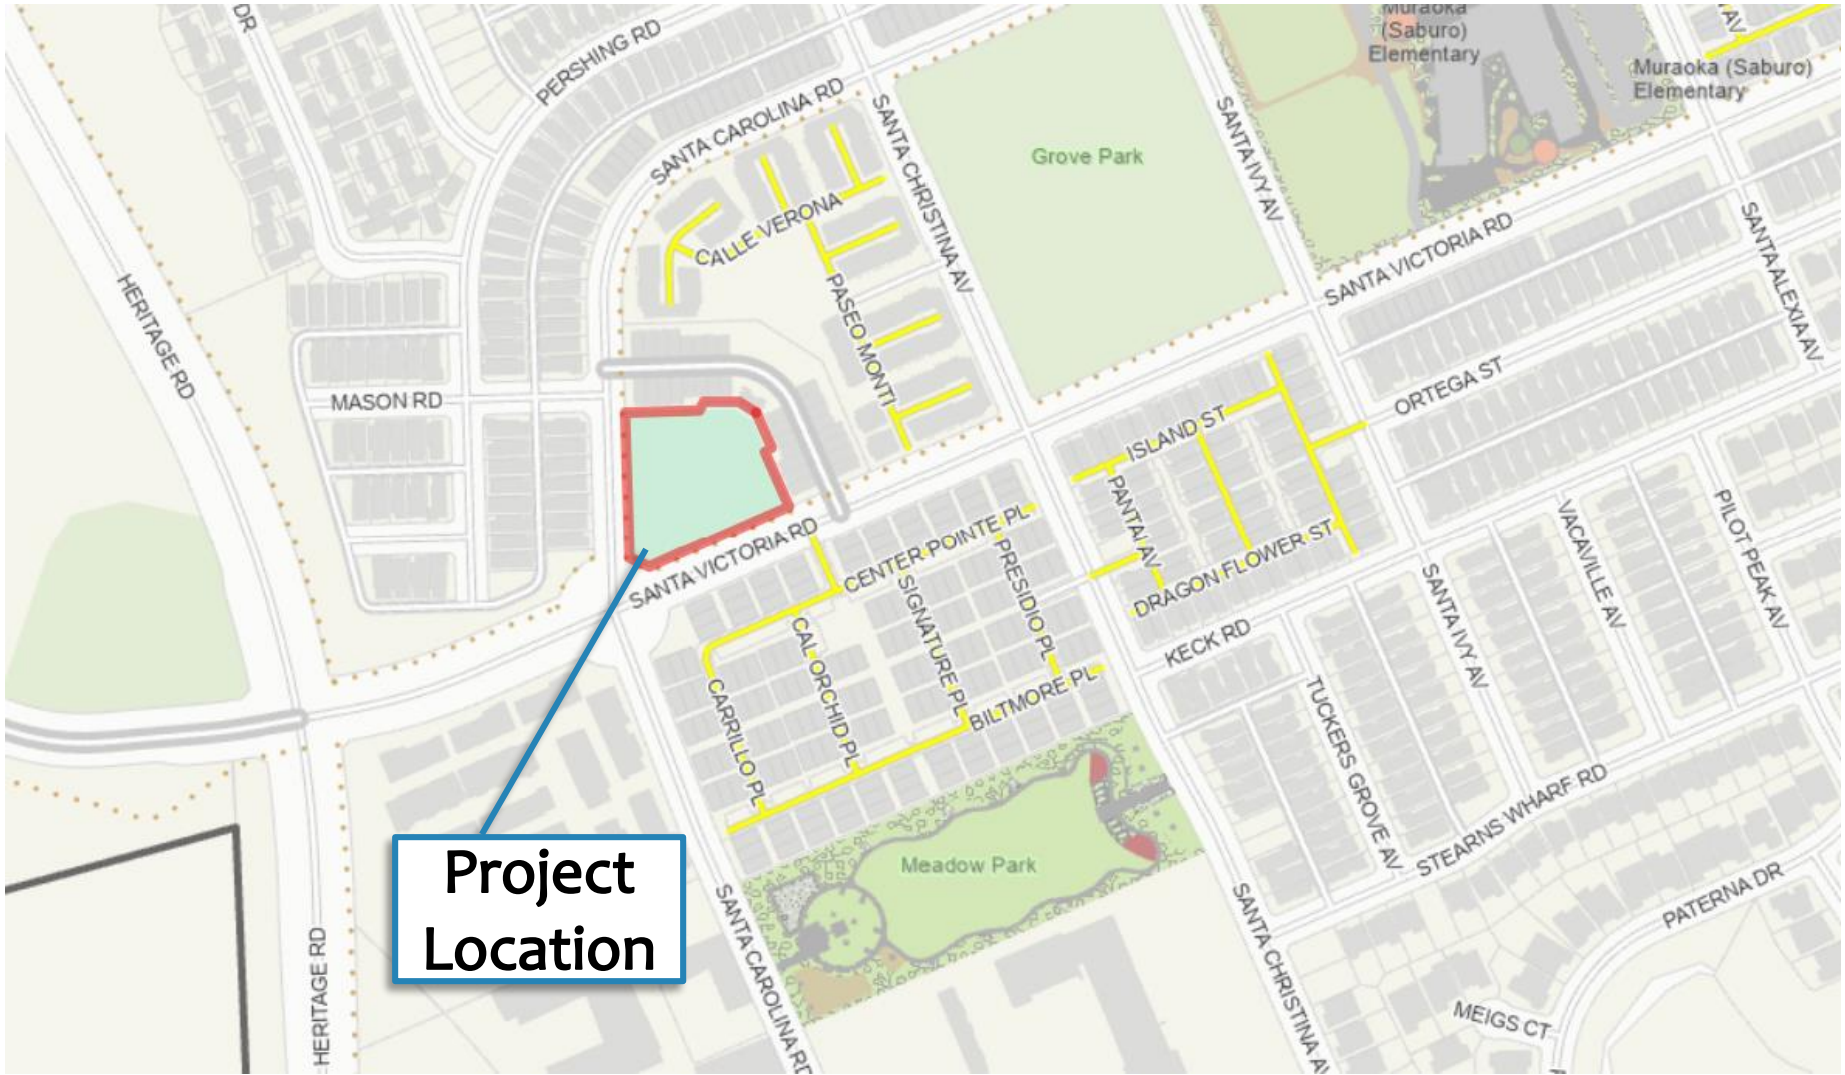 DR
PERSHING RD
SANTA CAROLINA RD
SANTA CHRISTINA AV
Grove Park
SANTA IVY AV
Muraoka
(Saburo)
Elementary
AV
Muraoka (Saburo)
Elementary
HERITAGE RD
CALLE VERONA
PASEO MONTI
SANTA VICTORIA RD
SANTA ALEXIA AV
MASON RD
ISLAND ST
ORTEGA ST
PANTAI AV
SANTA VICTORIA RD
CENTER POINTE PL
PRESIDIO PL
SIGNATURE PL
DRAGON FLOWER ST
KECK RD
SANTA IVY AV
VACAVILLE AV
PILOT PEAK AV
CAL ORCHID PL
CARRILLO PL
BILTMORE PL
TUCKERS GROVE AV
STEARNS WHARF RD
Project
Location
Meadow Park
PATERNA DR
HERITAGE RD
SANTA CAROLINA RD
SANTA CHRISTINA AV
MEIGS CT